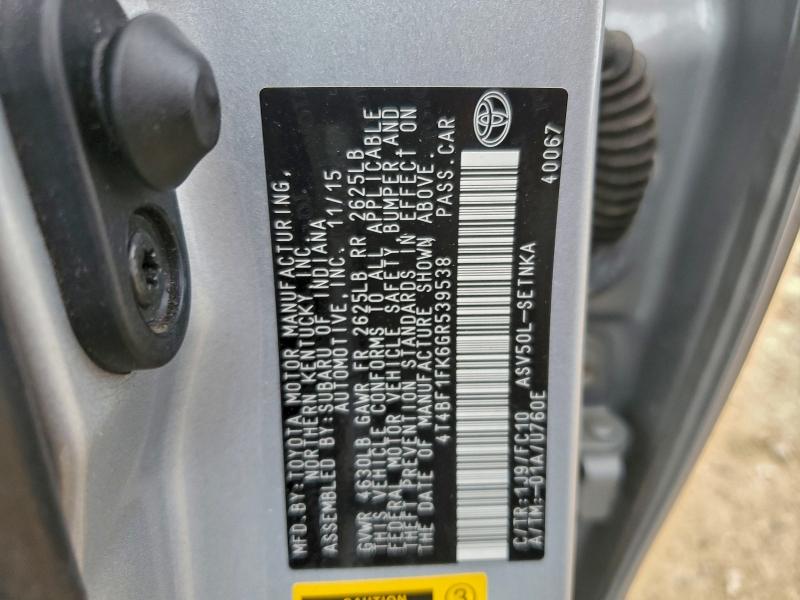 MFD.BY:TOYOTA MOTOR MANUFACTURING,
NORTHERN KENTUCKY INC.
ASSEMBLED BY:SUBARU OF INDIANA
AUTOMOTIVE, INC. 11/15
GVWR 4630LB GAWR FR 2625LB RR 2625LB
THIS VEHICLE CONFORMS TO ALL APPLICABLE
FEDERAL MOTOR VEHICLE SAFETY, BUMPER AND
THEFT PREVENTION STANDARDS IN EFFECT ON
THE DATE OF MANUFACTURE SHOWN ABOVE.
4T4BF1FK6GR539538 PASS.CAR
C/TR:1J9/FC10 ASV50L-SETNKA
A/TM:-01A/U760E 40067
CAUTION 3